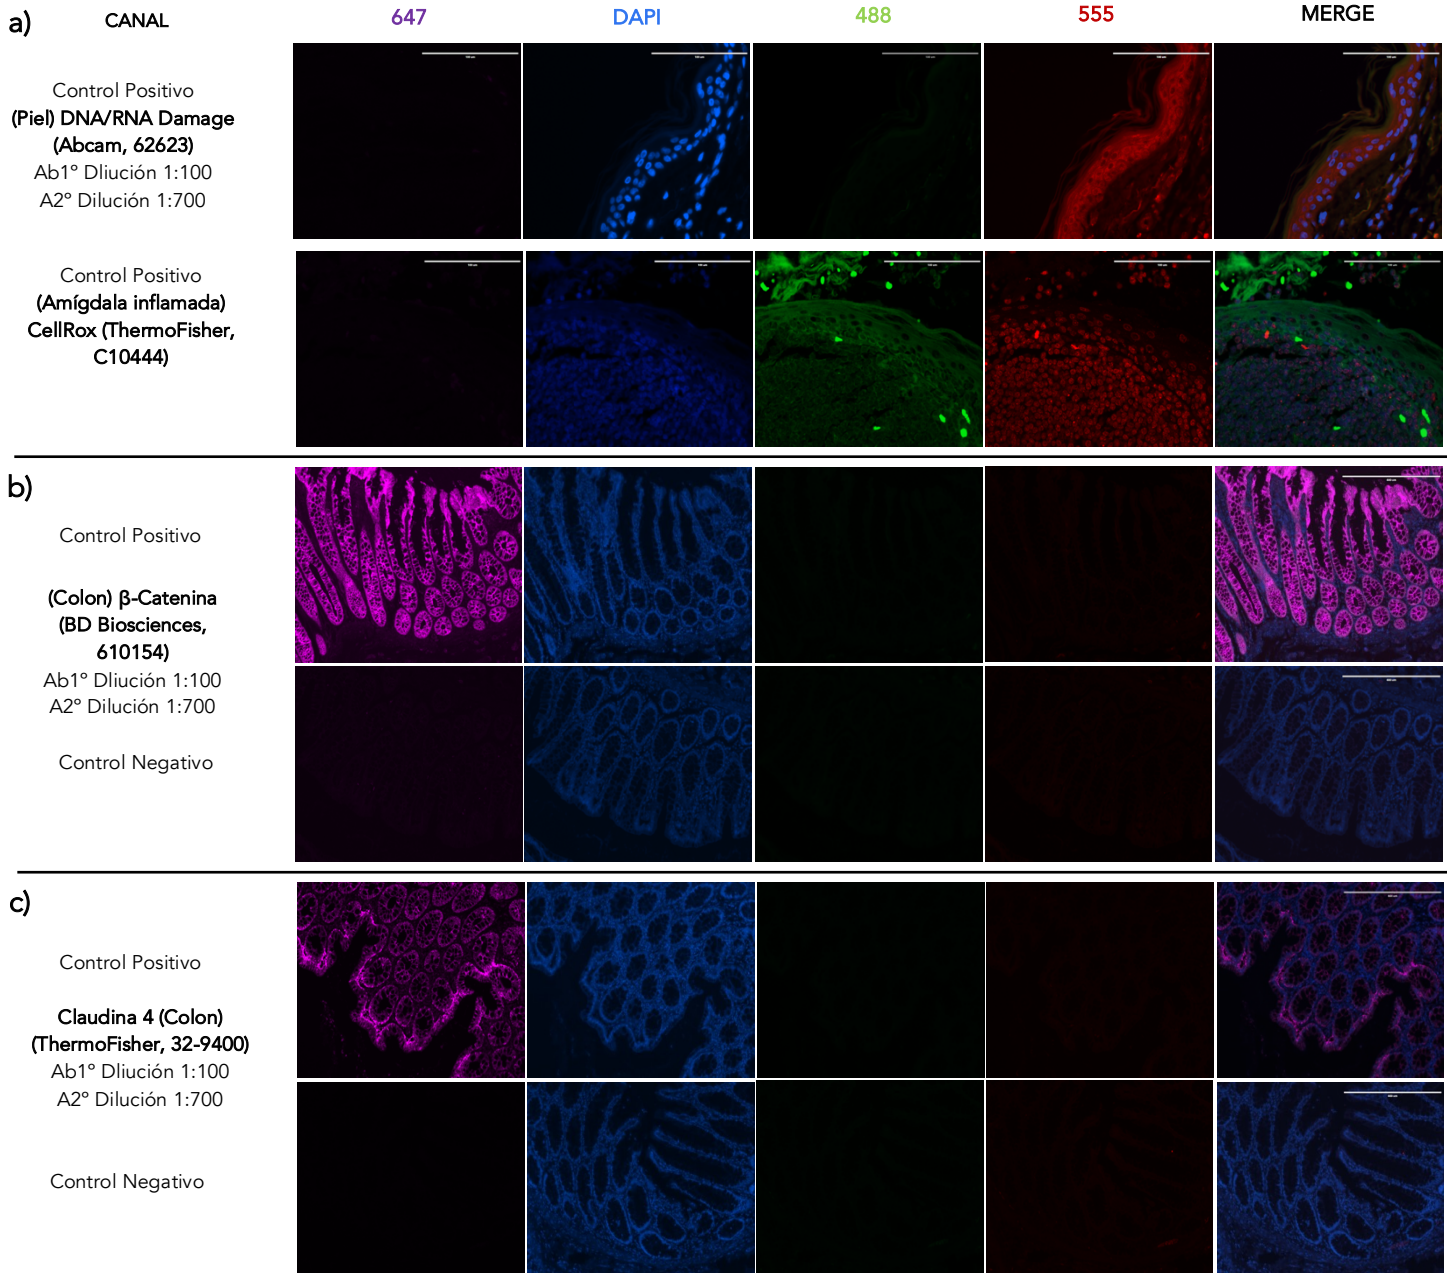 a)
CANAL
647
DAPI
488
555
MERGE
Control Positivo
(Piel) DNA/RNA Damage
(Abcam, 62623)
Ab1º Dliución 1:100
A2º Dilución 1:700
Control Positivo
(Amígdala inflamada)
CellRox (ThermoFisher,
C10444)
b)
Control Positivo
(Colon) β-Catenina
(BD Biosciences,
610154)
Ab1º Dliución 1:100
A2º Dilución 1:700
Control Negativo
c)
Control Positivo
Claudina 4 (Colon)
(ThermoFisher, 32-9400)
Ab1º Dliución 1:100
A2º Dilución 1:700
Control Negativo